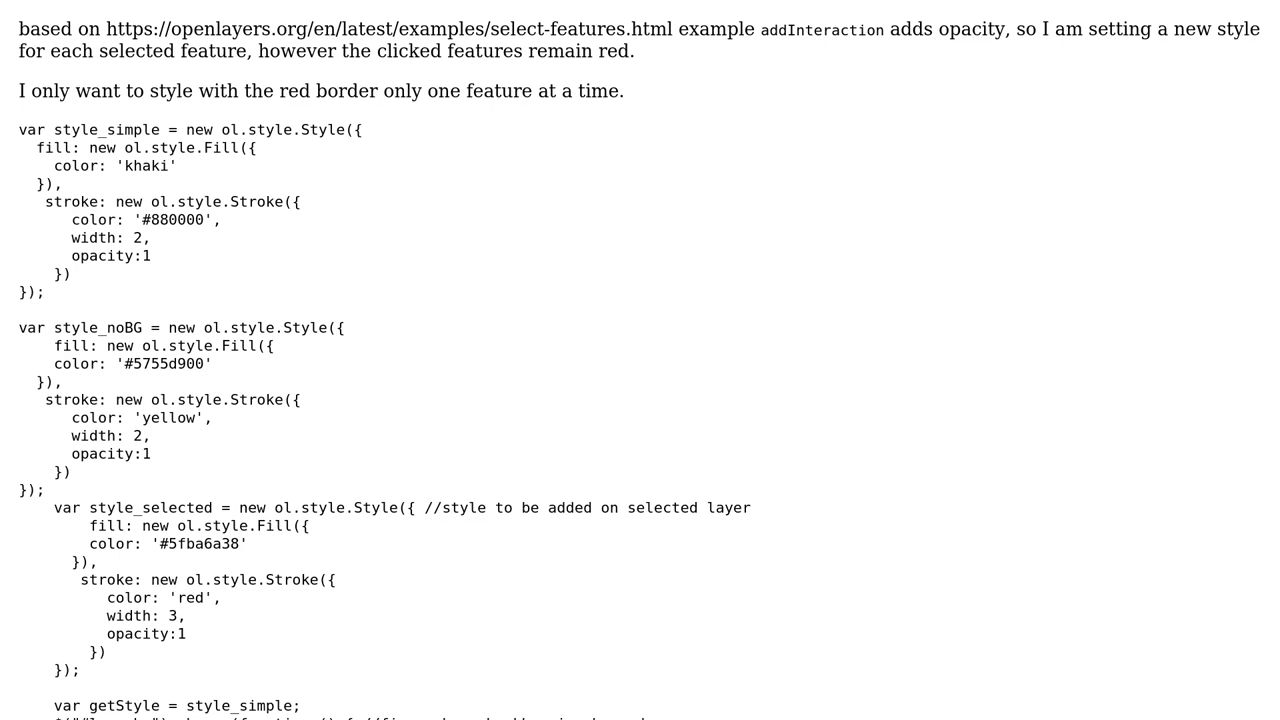 based on https://openlayers.org/en/latest/examples/select-features.html example addInteraction adds opacity, so I am setting a new style
for each selected feature, however the clicked features remain red.
I only want to style with the red border only one feature at a time.
var style_simple = new ol.style.Style({
  fill: new ol.style.Fill({
    color: 'khaki'
  }),
   stroke: new ol.style.Stroke({
      color: '#880000',
      width: 2,
      opacity:1
    })
});
var style_noBG = new ol.style.Style({
    fill: new ol.style.Fill({
    color: '#5755d900'
  }),
   stroke: new ol.style.Stroke({
      color: 'yellow',
      width: 2,
      opacity:1
    })
});
    var style_selected = new ol.style.Style({ //style to be added on selected layer
        fill: new ol.style.Fill({
        color: '#5fba6a38'
      }),
       stroke: new ol.style.Stroke({
          color: 'red',
          width: 3,
          opacity:1
        })
    });
    var getStyle = style_simple;